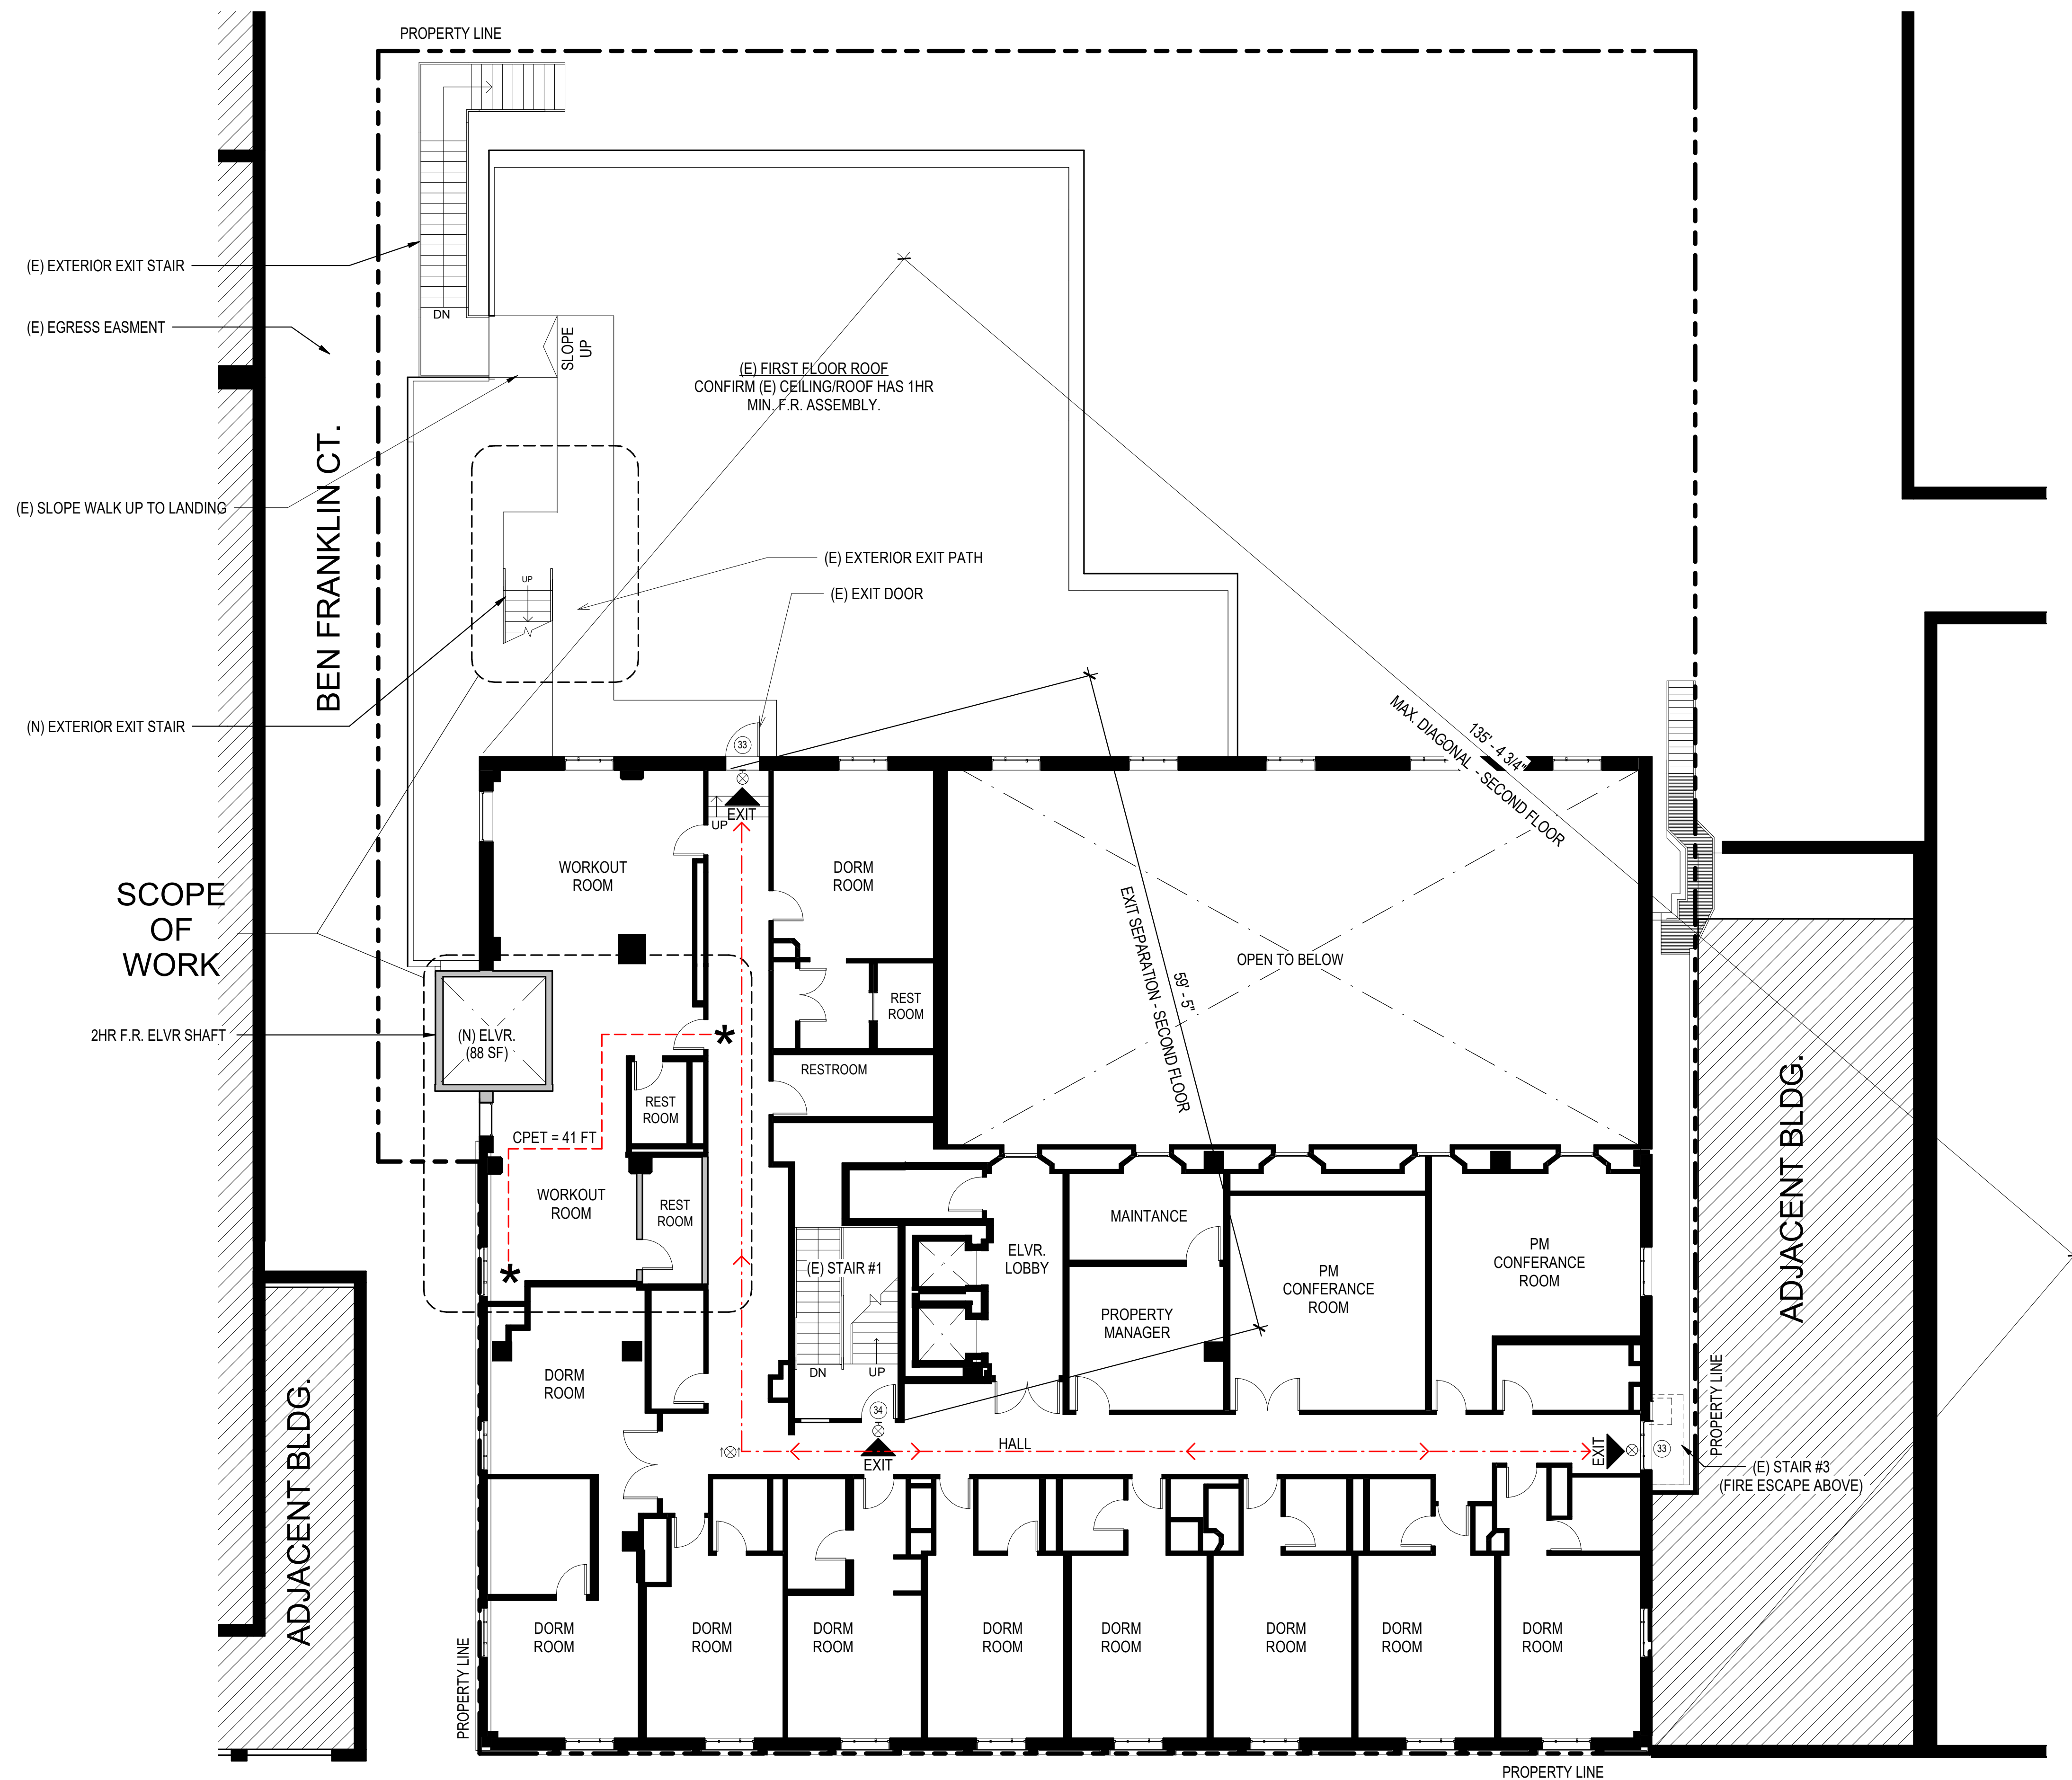 PROPERTY LINE
(E) EXTERIOR EXIT STAIR
DN
(E) EGRESS EASMENT
SLOPE
UP
(E) FIRST FLOOR ROOF
CONFIRM (E) CEILING/ROOF HAS 1HR
MIN. F.R. ASSEMBLY.
BEN FRANKLIN CT.
(E) SLOPE WALK UP TO LANDING
(E) EXTERIOR EXIT PATH
UP
(E) EXIT DOOR
(N) EXTERIOR EXIT STAIR
33
135' - 4 3/4"
MAX. DIAGONAL - SECOND FLOOR
EXIT
UP
WORKOUT
ROOM
DORM
ROOM
SCOPE
OF
WORK
EXIT SEPARATION - SECOND FLOOR
59' - 5"
OPEN TO BELOW
REST
ROOM
2HR F.R. ELVR SHAFT
(N) ELVR.
(88 SF)
*
RESTROOM
REST
ROOM
CPET = 41 FT
ADJACENT BLDG.
WORKOUT
ROOM
REST
ROOM
MAINTANCE
ELVR.
LOBBY
(E) STAIR #1
PM
CONFERANCE
ROOM
PM
CONFERANCE
ROOM
*
PROPERTY
MANAGER
DORM
ROOM
DN
UP
34
EXIT
HALL
EXIT
33
PROPERTY LINE
(E) STAIR #3
(FIRE ESCAPE ABOVE)
ADJACENT BLDG.
DORM
ROOM
DORM
ROOM
DORM
ROOM
DORM
ROOM
DORM
ROOM
DORM
ROOM
DORM
ROOM
DORM
ROOM
PROPERTY LINE
PROPERTY LINE